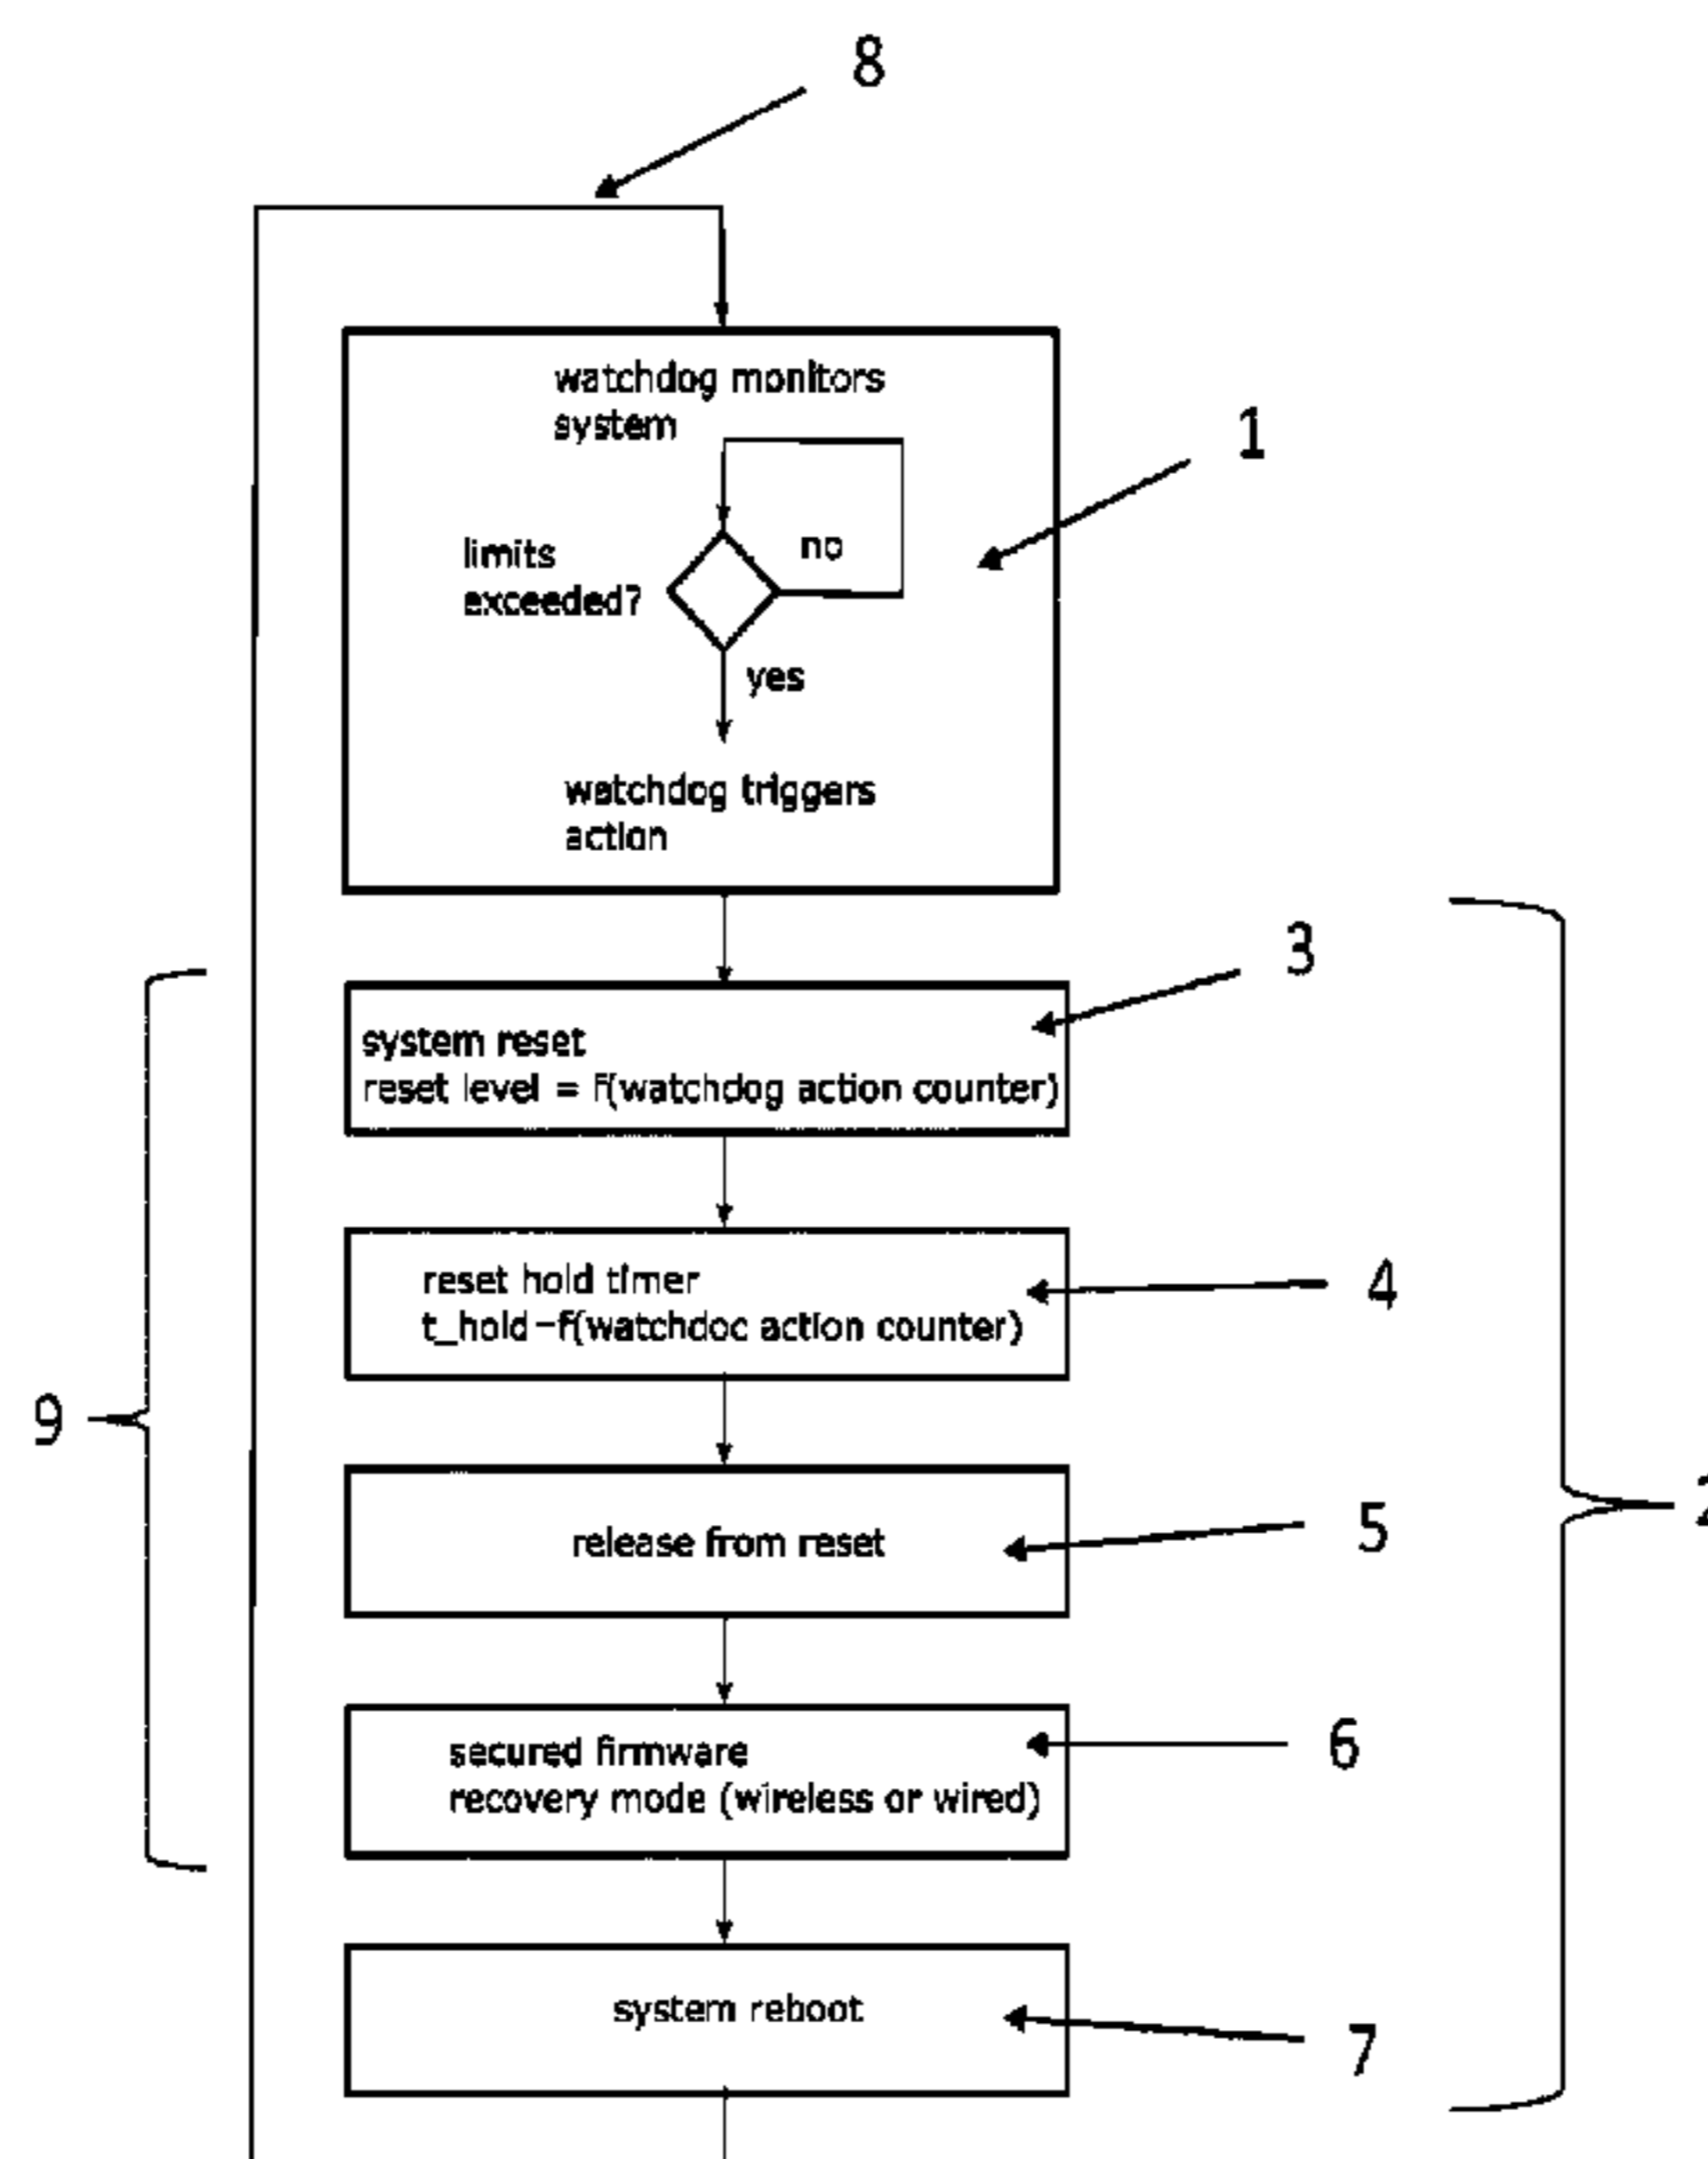 8
watchdog monitors
system
1
limits
exceeded?
no
yes
watchdog triggers
action
3
system reset
reset level = f(watchdog action counter)
reset hold timer
t_hold=f(watchdoc action counter)
4
9
2
release from reset
5
secured firmware
recovery mode (wireless or wired)
6
system reboot
7